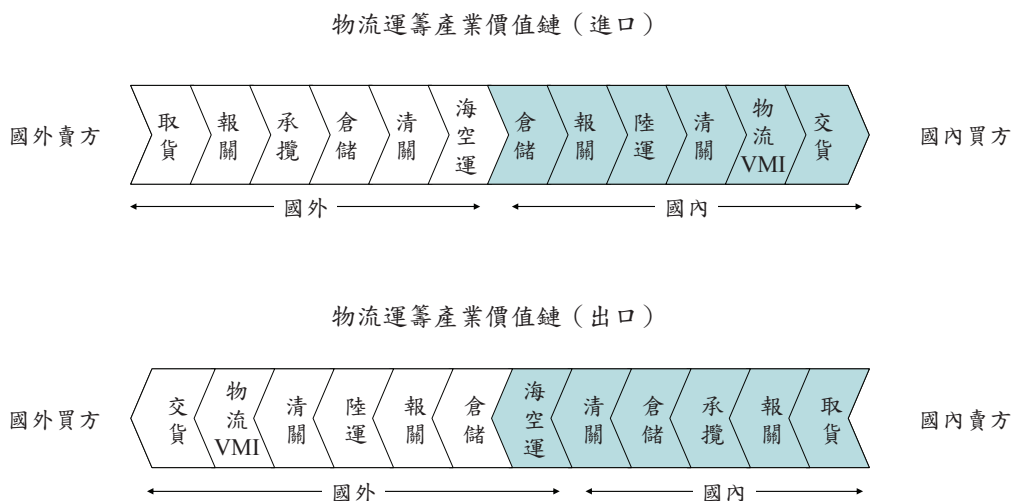 物流運籌產業價值鏈（進口）
國外賣方
取貨
報關
承攬
倉儲
清關
海空運
倉儲
報關
陸運
清關
物流VMI
交貨
國內買方
國外
國內
物流運籌產業價值鏈（出口）
國外買方
交貨
物流VMI
清關
陸運
報關
倉儲
海空運
清關
倉儲
承攬
報關
取貨
國內賣方
國外
國內